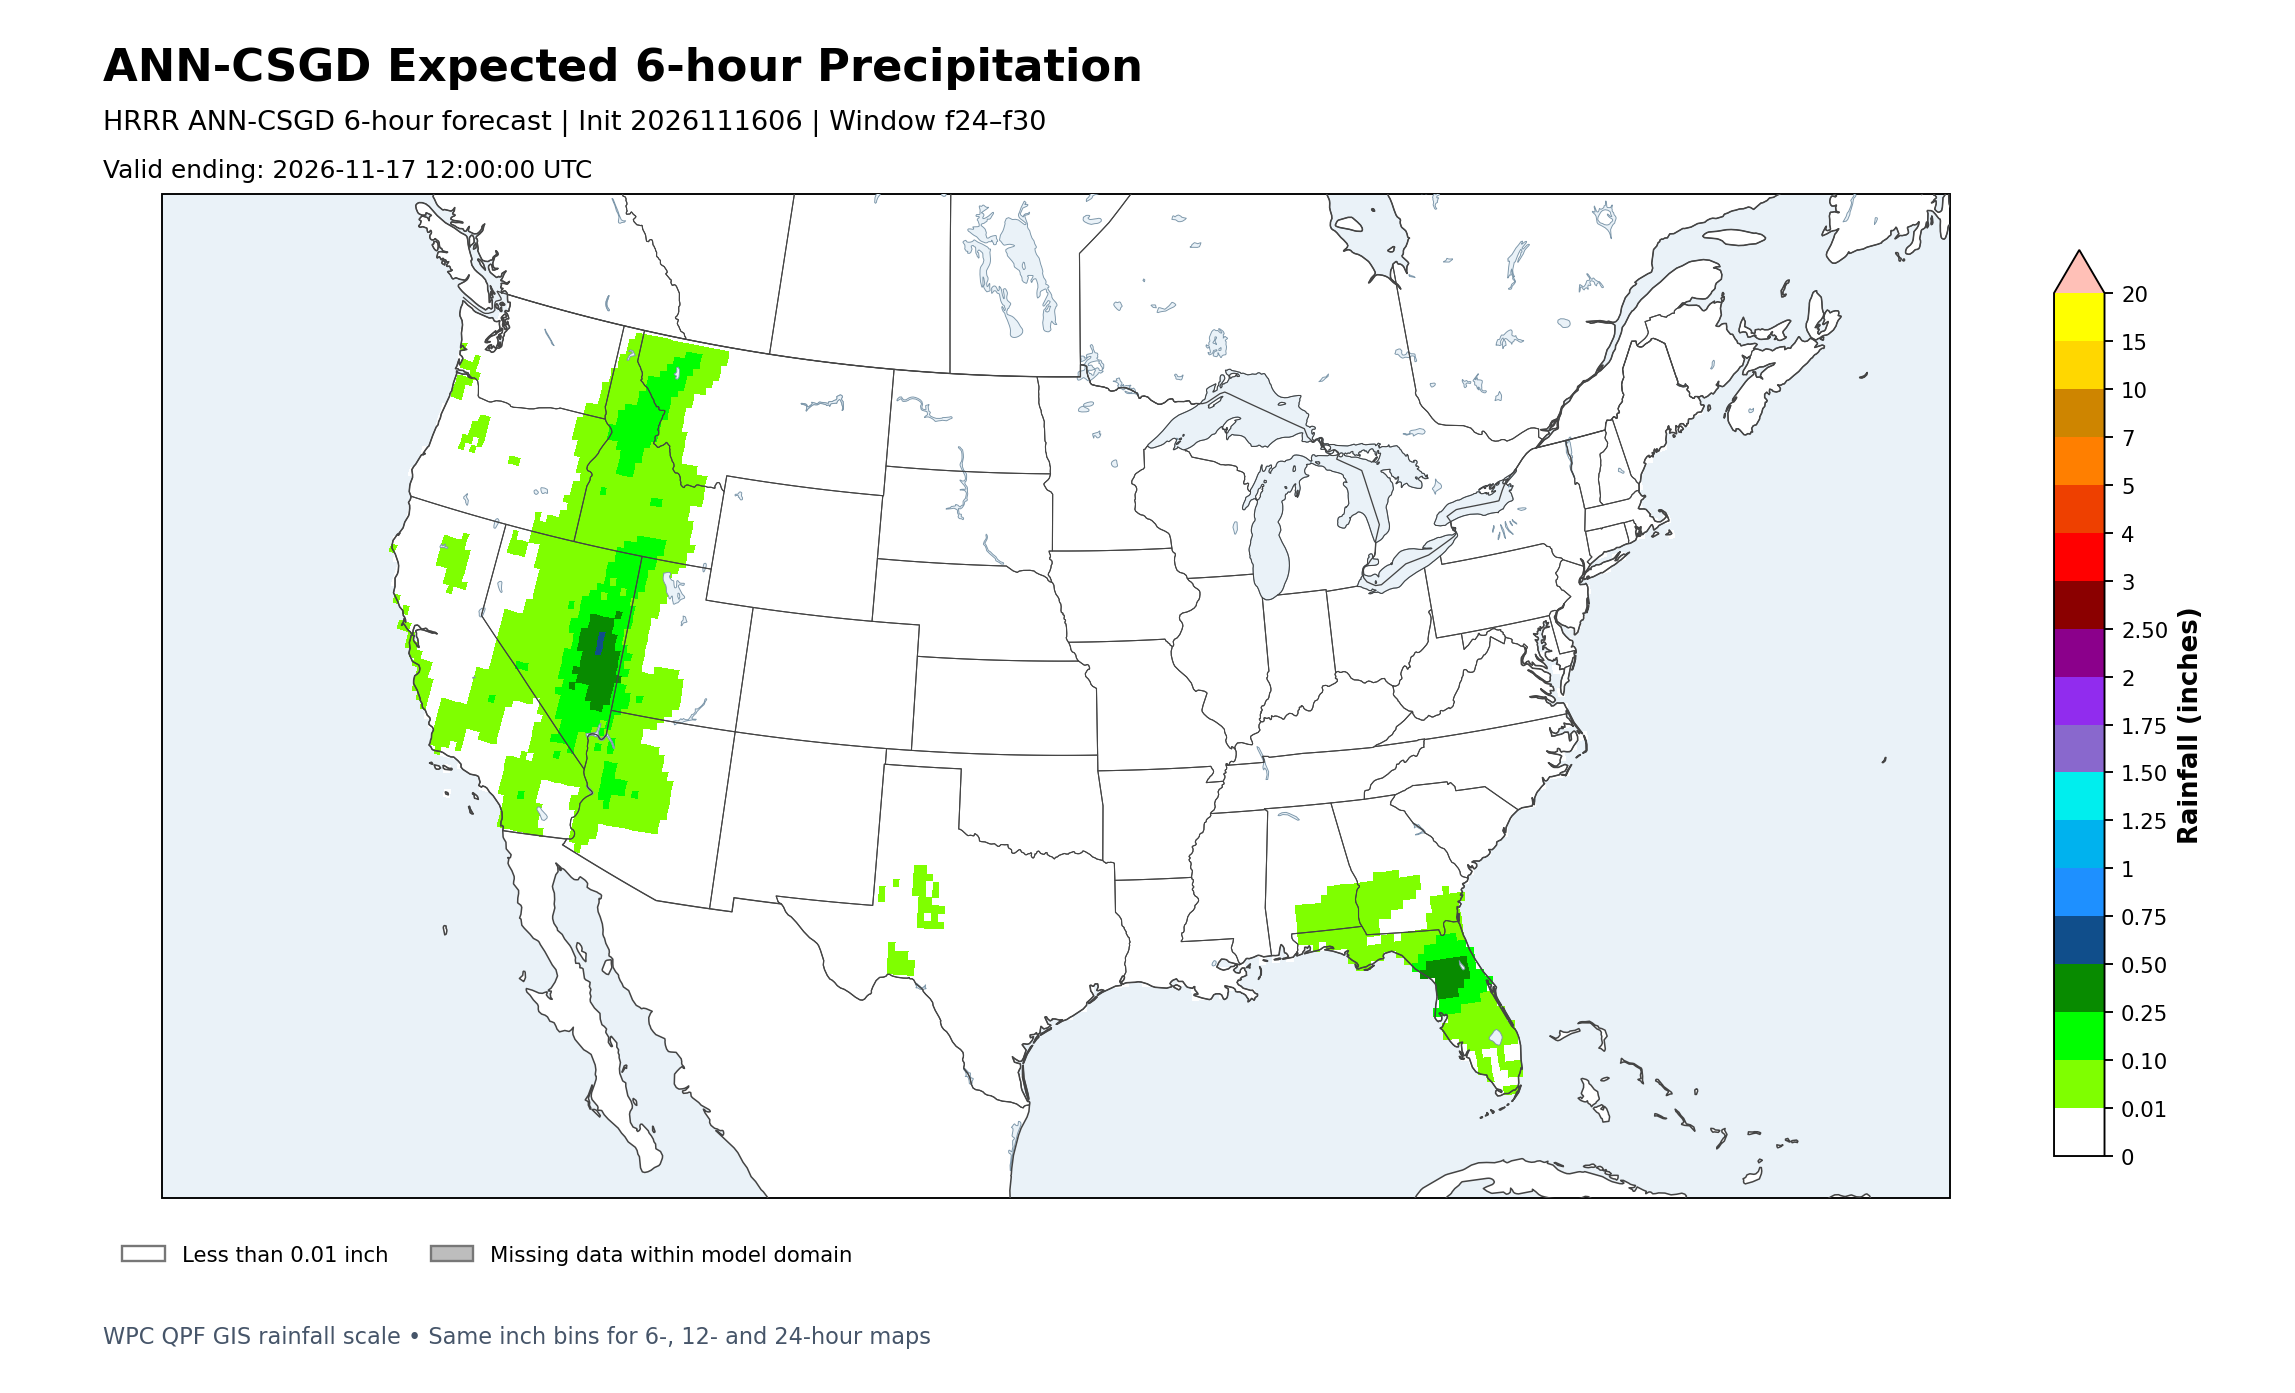 ANN-CSGD Expected 6-hour Precipitation
HRRR ANN-CSGD 6-hour forecast | Init 2026111606 | Window f24–f30
Valid ending: 2026-11-17 12:00:00 UTC
20
15
10
7
5
4
3
2.50
2
1.75
1.50
1.25
1
0.75
0.50
0.25
0.10
0.01
0
Rainfall (inches)
Less than 0.01 inch
Missing data within model domain
WPC QPF GIS rainfall scale • Same inch bins for 6-, 12- and 24-hour maps